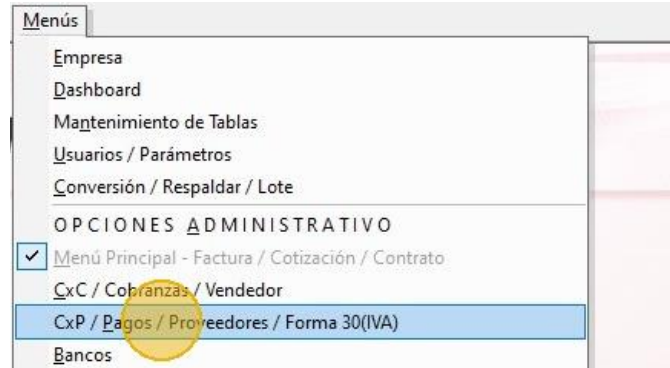 Menús
Empresa
Dashboard
Mantenimiento de Tablas
Usuarios / Parámetros
Conversión / Respaldar / Lote
OPCIONES ADMINISTRATIVO
Menú Principal - Factura / Cotización / Contrato
CxC / Cobranzas / Vendedor
CxP / Pagos / Proveedores / Forma 30(IVA)
Bancos